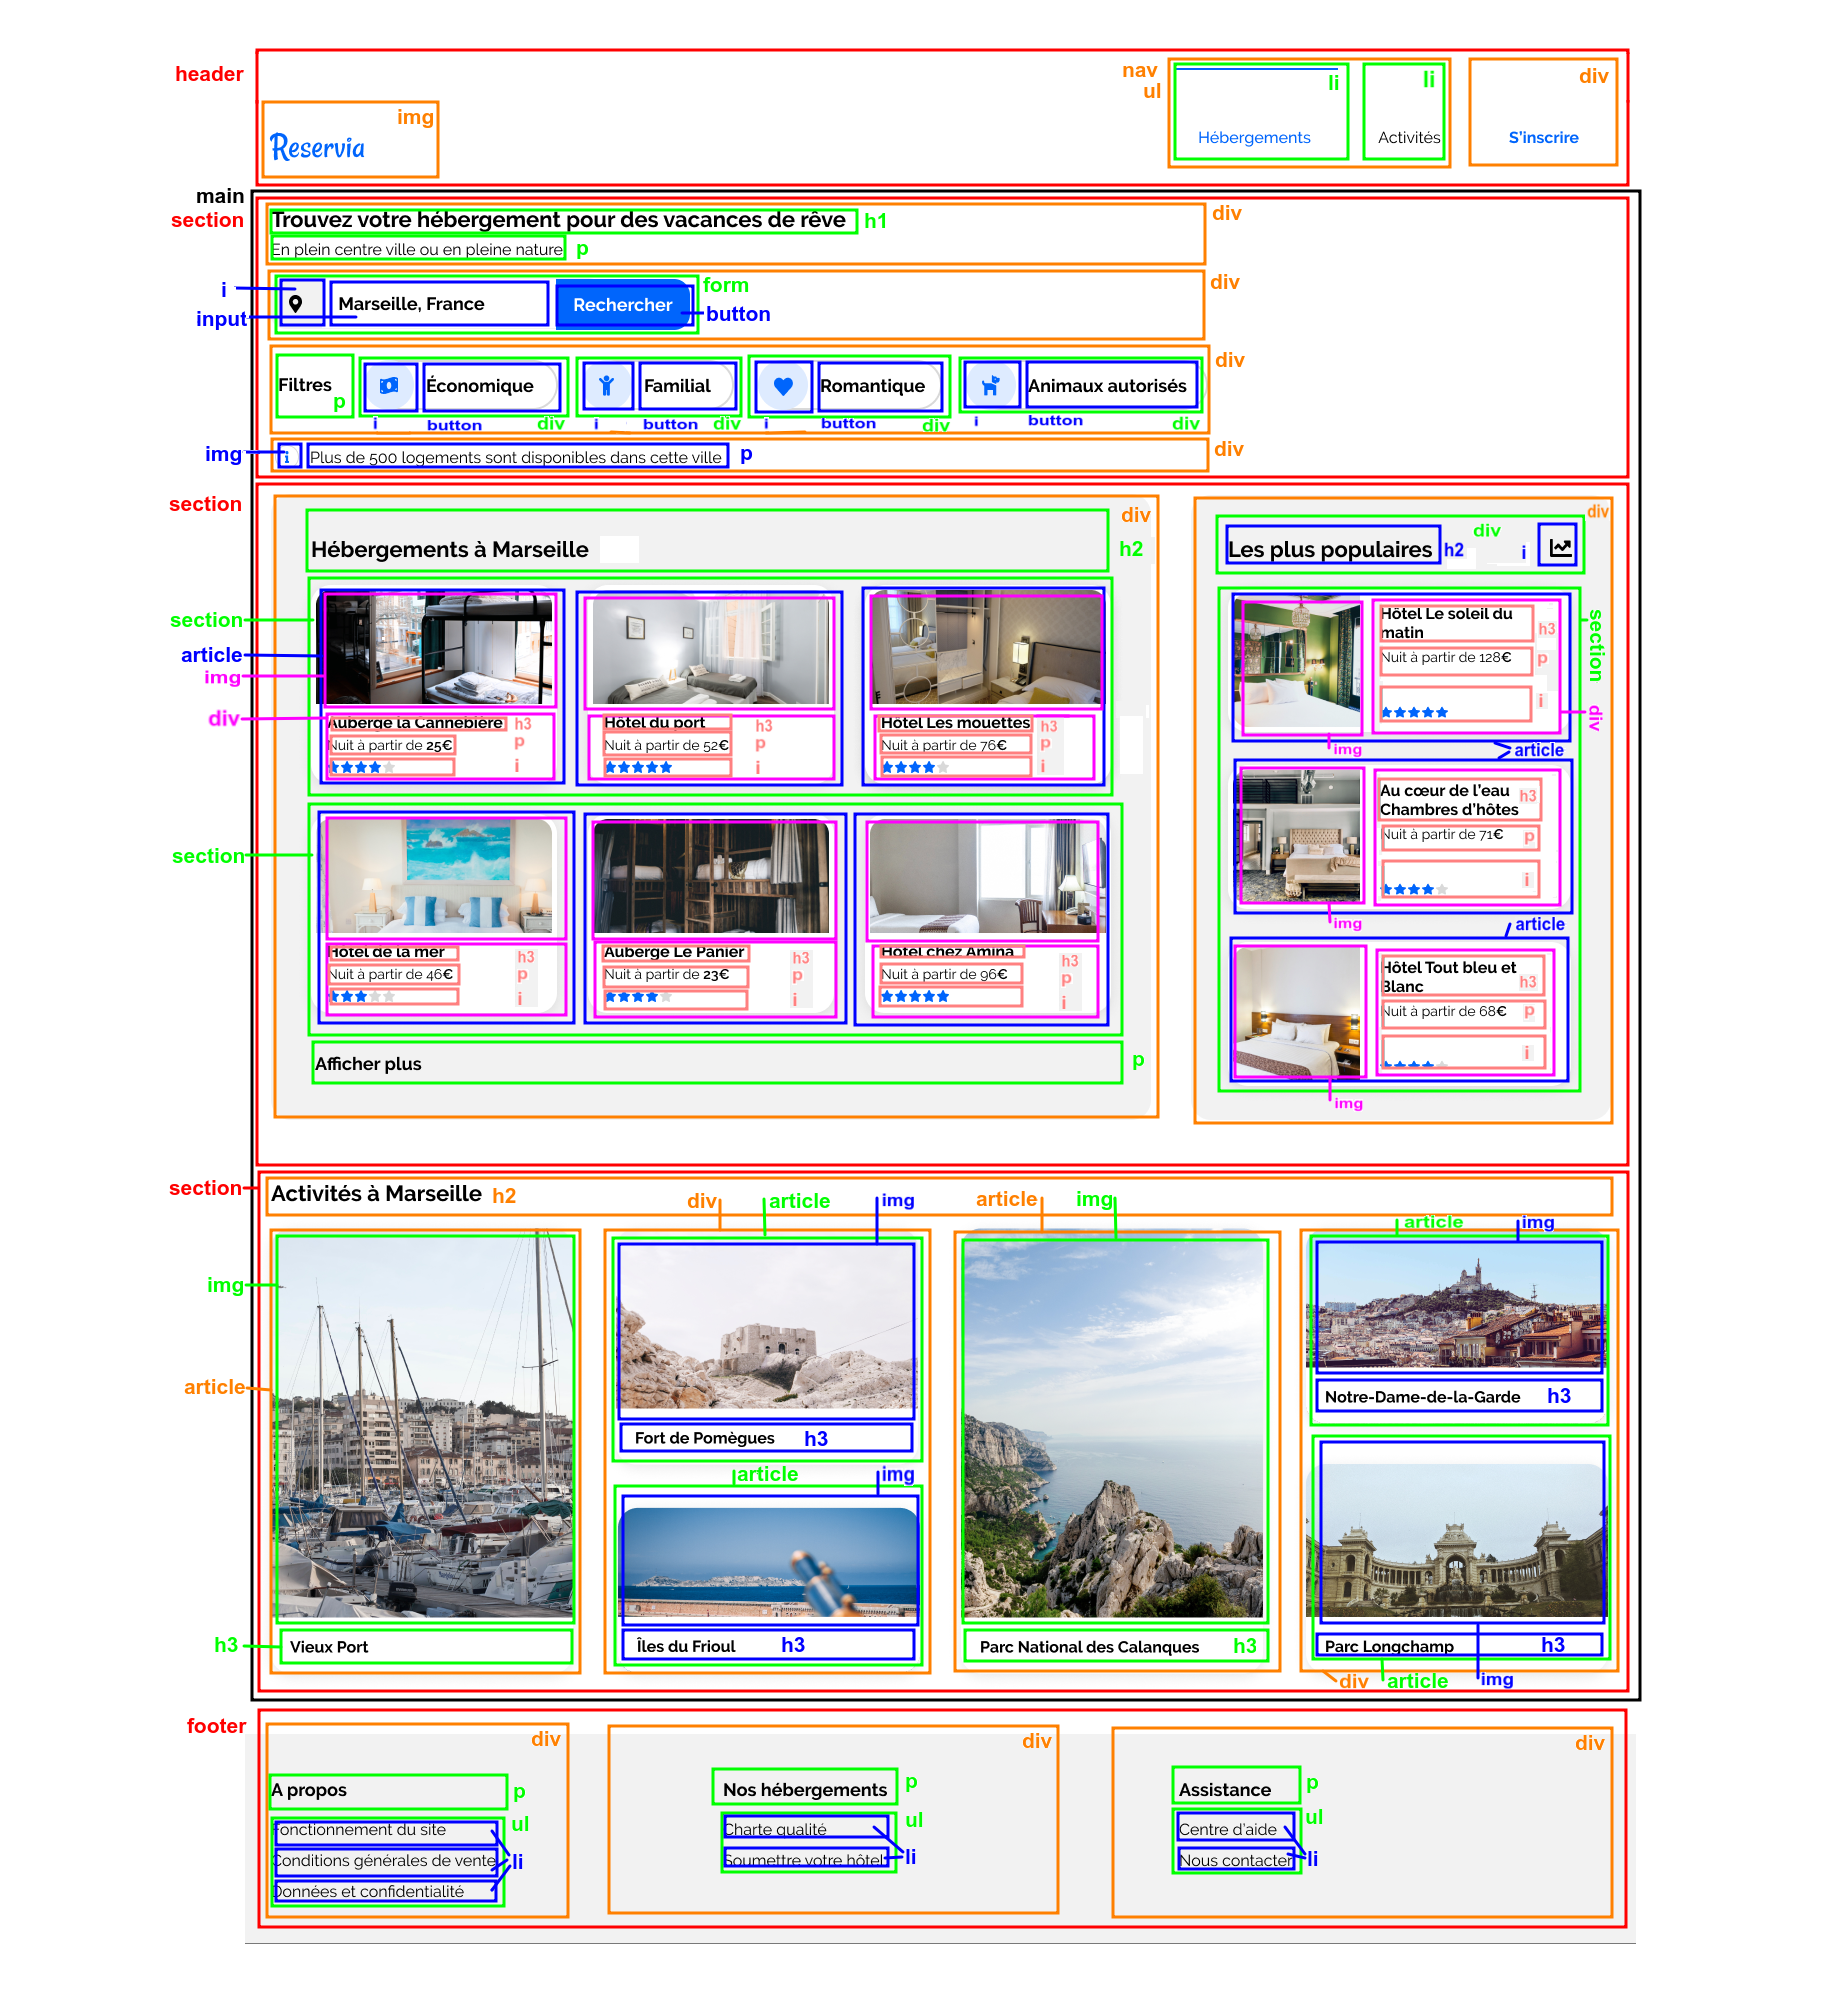 header
nav
ul
li
li
div
img
Reservia
Hébergements
Activités
S'inscrire
main
section
Trouvez votre hébergement pour des vacances de rêve
h1
div
En plein centre ville ou en pleine nature
p
i
input
Marseille, France
Rechercher
form
button
div
Filtres
p
Économique
Familial
Romantique
Animaux autorisés
div
i
button
div
i
button
div
i
button
div
i
button
div
img
Plus de 500 logements sont disponibles dans cette ville
p
div
section
div
Hébergements à Marseille
h2
div
div
Les plus populaires
h2
i
section
article
img
div
Auberge la Cannebière
h3
Nuit à partir de 25€
p
i
Hôtel du port
h3
Nuit à partir de 52€
p
i
Hôtel Les mouettes
h3
Nuit à partir de 76€
p
i
section
Hôtel de la mer
h3
Nuit à partir de 46€
p
i
Auberge Le Panier
h3
Nuit à partir de 23€
p
i
Hôtel chez Amina
h3
Nuit à partir de 96€
p
i
Afficher plus
p
Hôtel Le soleil du
matin
h3
Nuit à partir de 128€
p
i
section
div
img
article
Au cœur de l'eau
Chambres d'hôtes
h3
Nuit à partir de 71€
p
i
img
article
Hôtel Tout bleu et
Blanc
h3
Nuit à partir de 68€
p
i
img
section
Activités à Marseille
h2
div
article
img
article
img
article
img
img
article
h3
Vieux Port
Fort de Pomègues
h3
article
img
Îles du Frioul
h3
Parc National des Calanques
h3
Notre-Dame-de-la-Garde
h3
Parc Longchamp
h3
div
article
img
footer
div
A propos
p
ul
Fonctionnement du site
Conditions générales de vente
Données et confidentialité
li
div
Nos hébergements
p
ul
Charte qualité
Soumettre votre hôtel
li
div
Assistance
p
ul
Centre d'aide
Nous contacter
li